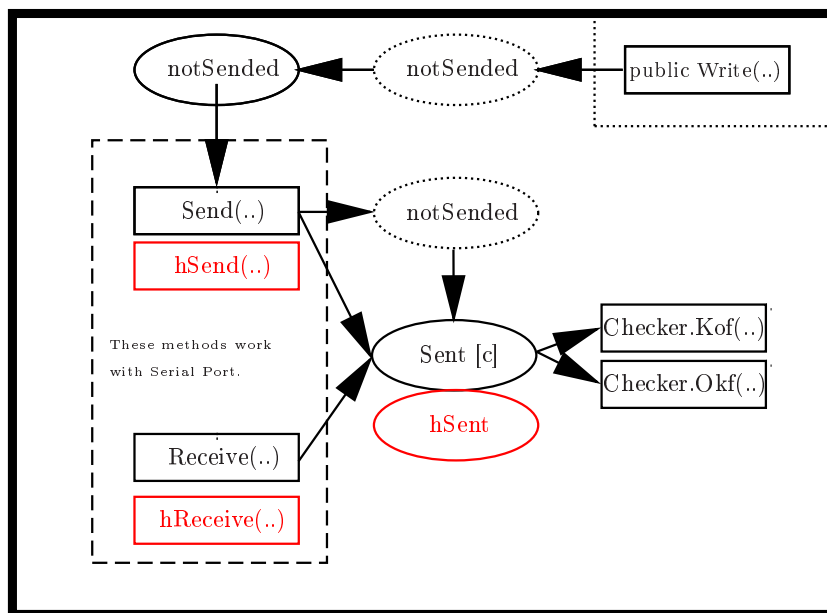 notSended
notSended
public Write(..)
Send(..)
notSended
hSend(..)
Checker.Kof(..)
These methods work
with Serial Port.
Sent [c]
Checker.Okf(..)
hSent
Receive(..)
hReceive(..)